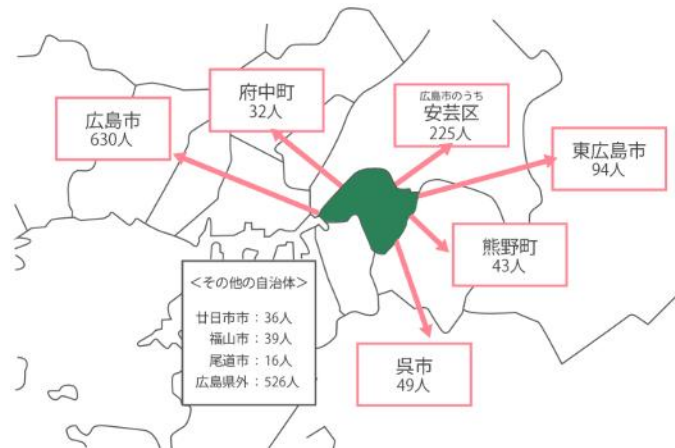 府中町
32人
広島市のうち
安芸区
225人
広島市
630人
東広島市
94人
熊野町
43人
＜その他の自治体＞
廿日市市：36人
福山市：39人
尾道市：16人
広島県外：526人
呉市
49人